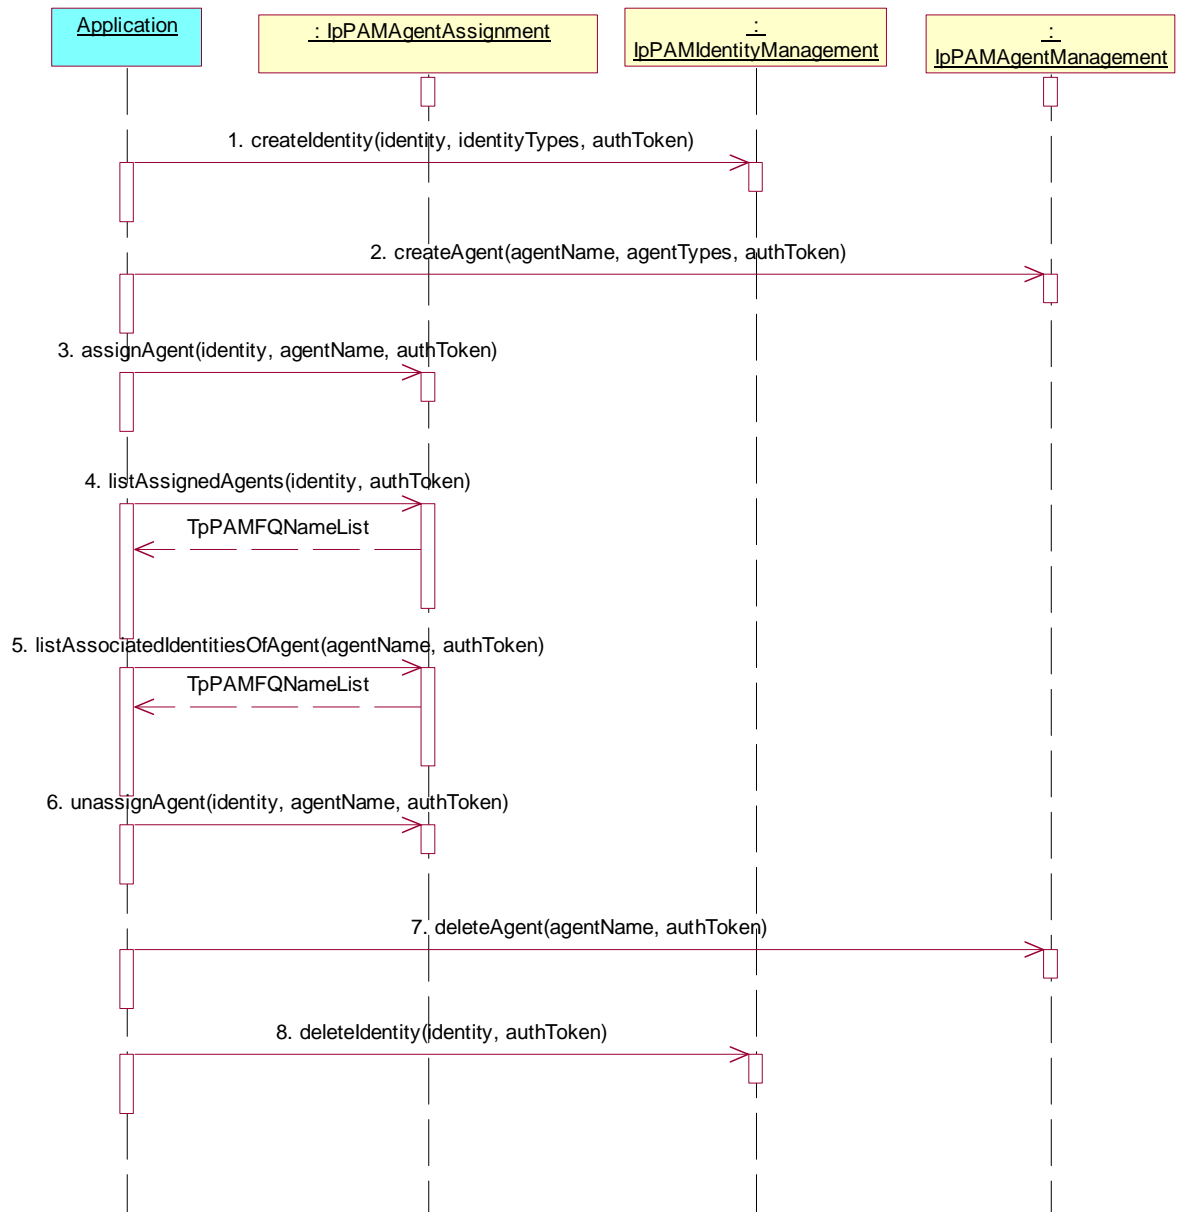 Application
: IpPAMAgentAssignment
:
IpPAMIdentityManagement
:
IpPAMAgentManagement
1. createIdentity(identity, identityTypes, authToken)
2. createAgent(agentName, agentTypes, authToken)
3. assignAgent(identity, agentName, authToken)
4. listAssignedAgents(identity, authToken)
TpPAMFQNameList
5. listAssociatedIdentitiesOfAgent(agentName, authToken)
TpPAMFQNameList
6. unassignAgent(identity, agentName, authToken)
7. deleteAgent(agentName, authToken)
8. deleteIdentity(identity, authToken)